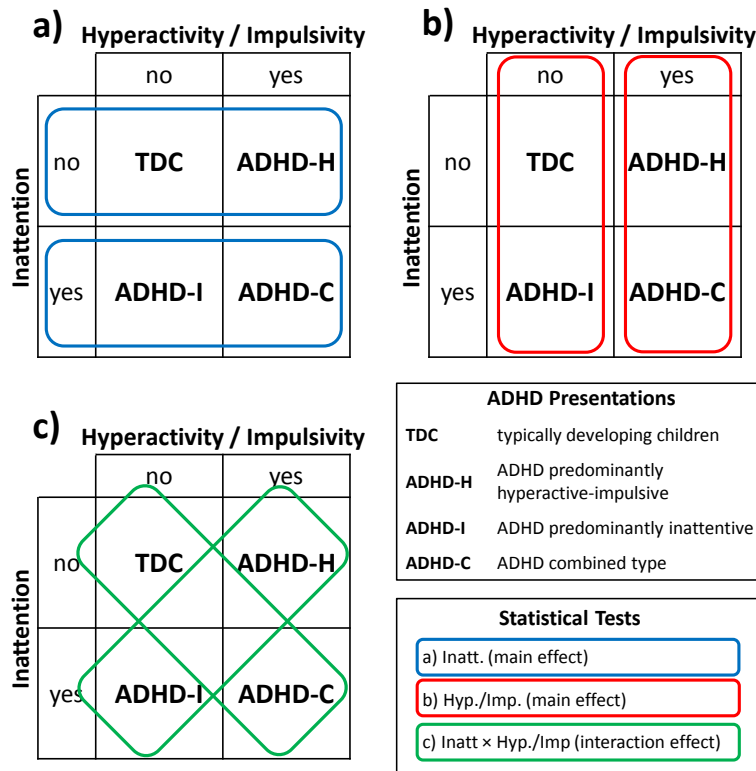 a)
Hyperactivity / Impulsivity
no yes
Inattention
no TDC ADHD-H
yes ADHD-I ADHD-C
b)
Hyperactivity / Impulsivity
no yes
Inattention
no TDC ADHD-H
yes ADHD-I ADHD-C
c)
Hyperactivity / Impulsivity
no yes
Inattention
no TDC ADHD-H
yes ADHD-I ADHD-C
ADHD Presentations
TDC typically developing children
ADHD-H ADHD predominantly
hyperactive-impulsive
ADHD-I ADHD predominantly inattentive
ADHD-C ADHD combined type
Statistical Tests
a) Inatt. (main effect)
b) Hyp./Imp. (main effect)
c) Inatt × Hyp./Imp (interaction effect)